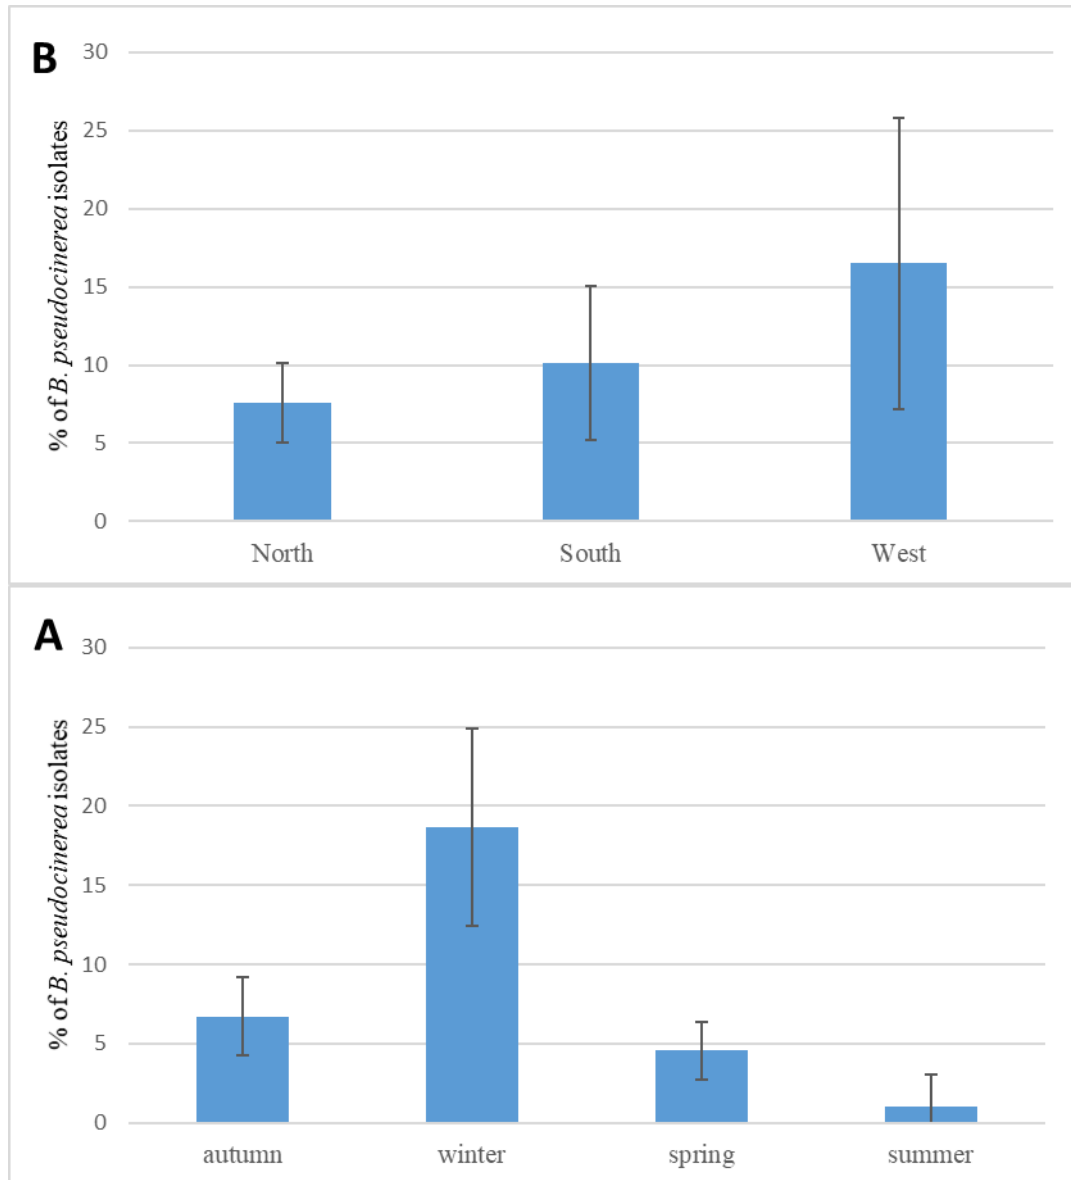 B
% of B. pseudocinerea isolates
30
25
20
15
10
5
0
North South West
A
% of B. pseudocinerea isolates
30
25
20
15
10
5
0
autumn winter spring summer